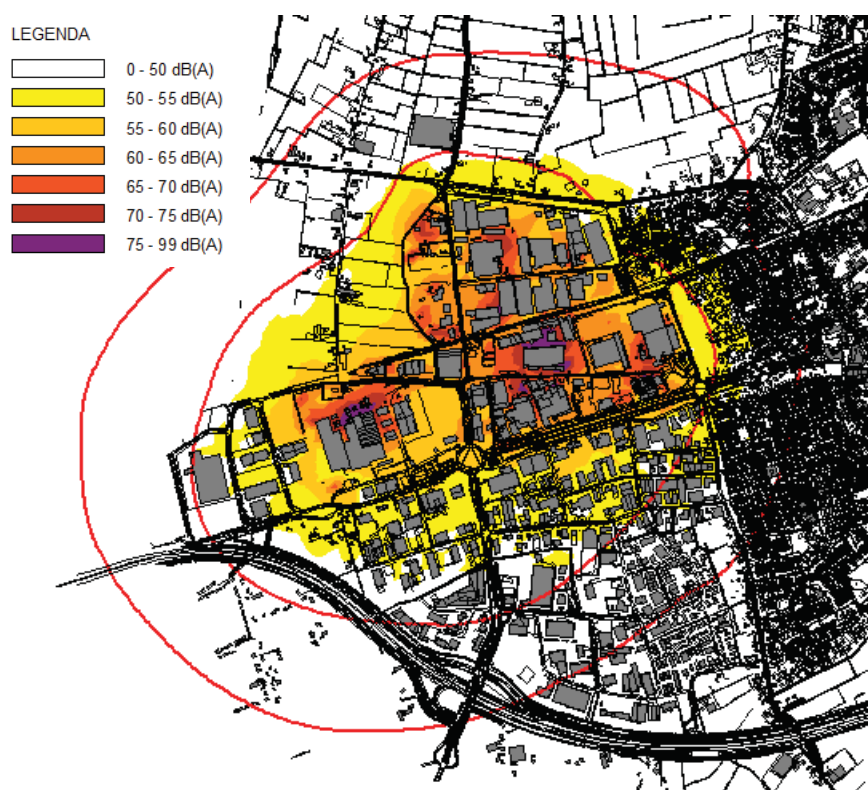 LEGENDA
0 - 50 dB(A)
50 - 55 dB(A)
55 - 60 dB(A)
60 - 65 dB(A)
65 - 70 dB(A)
70 - 75 dB(A)
75 - 99 dB(A)